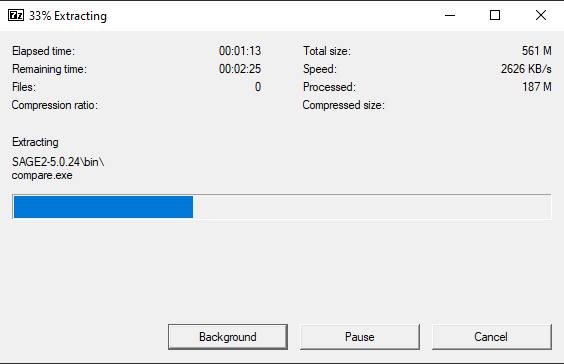 7z 33% Extracting
Elapsed time: 00:01:13 Total size: 561 M
Remaining time: 00:02:25 Speed: 2626 KB/s
Files: 0 Processed: 187 M
Compression ratio: Compressed size:
Extracting
SAGE2-5.0.24\bin\
compare.exe
Background Pause Cancel